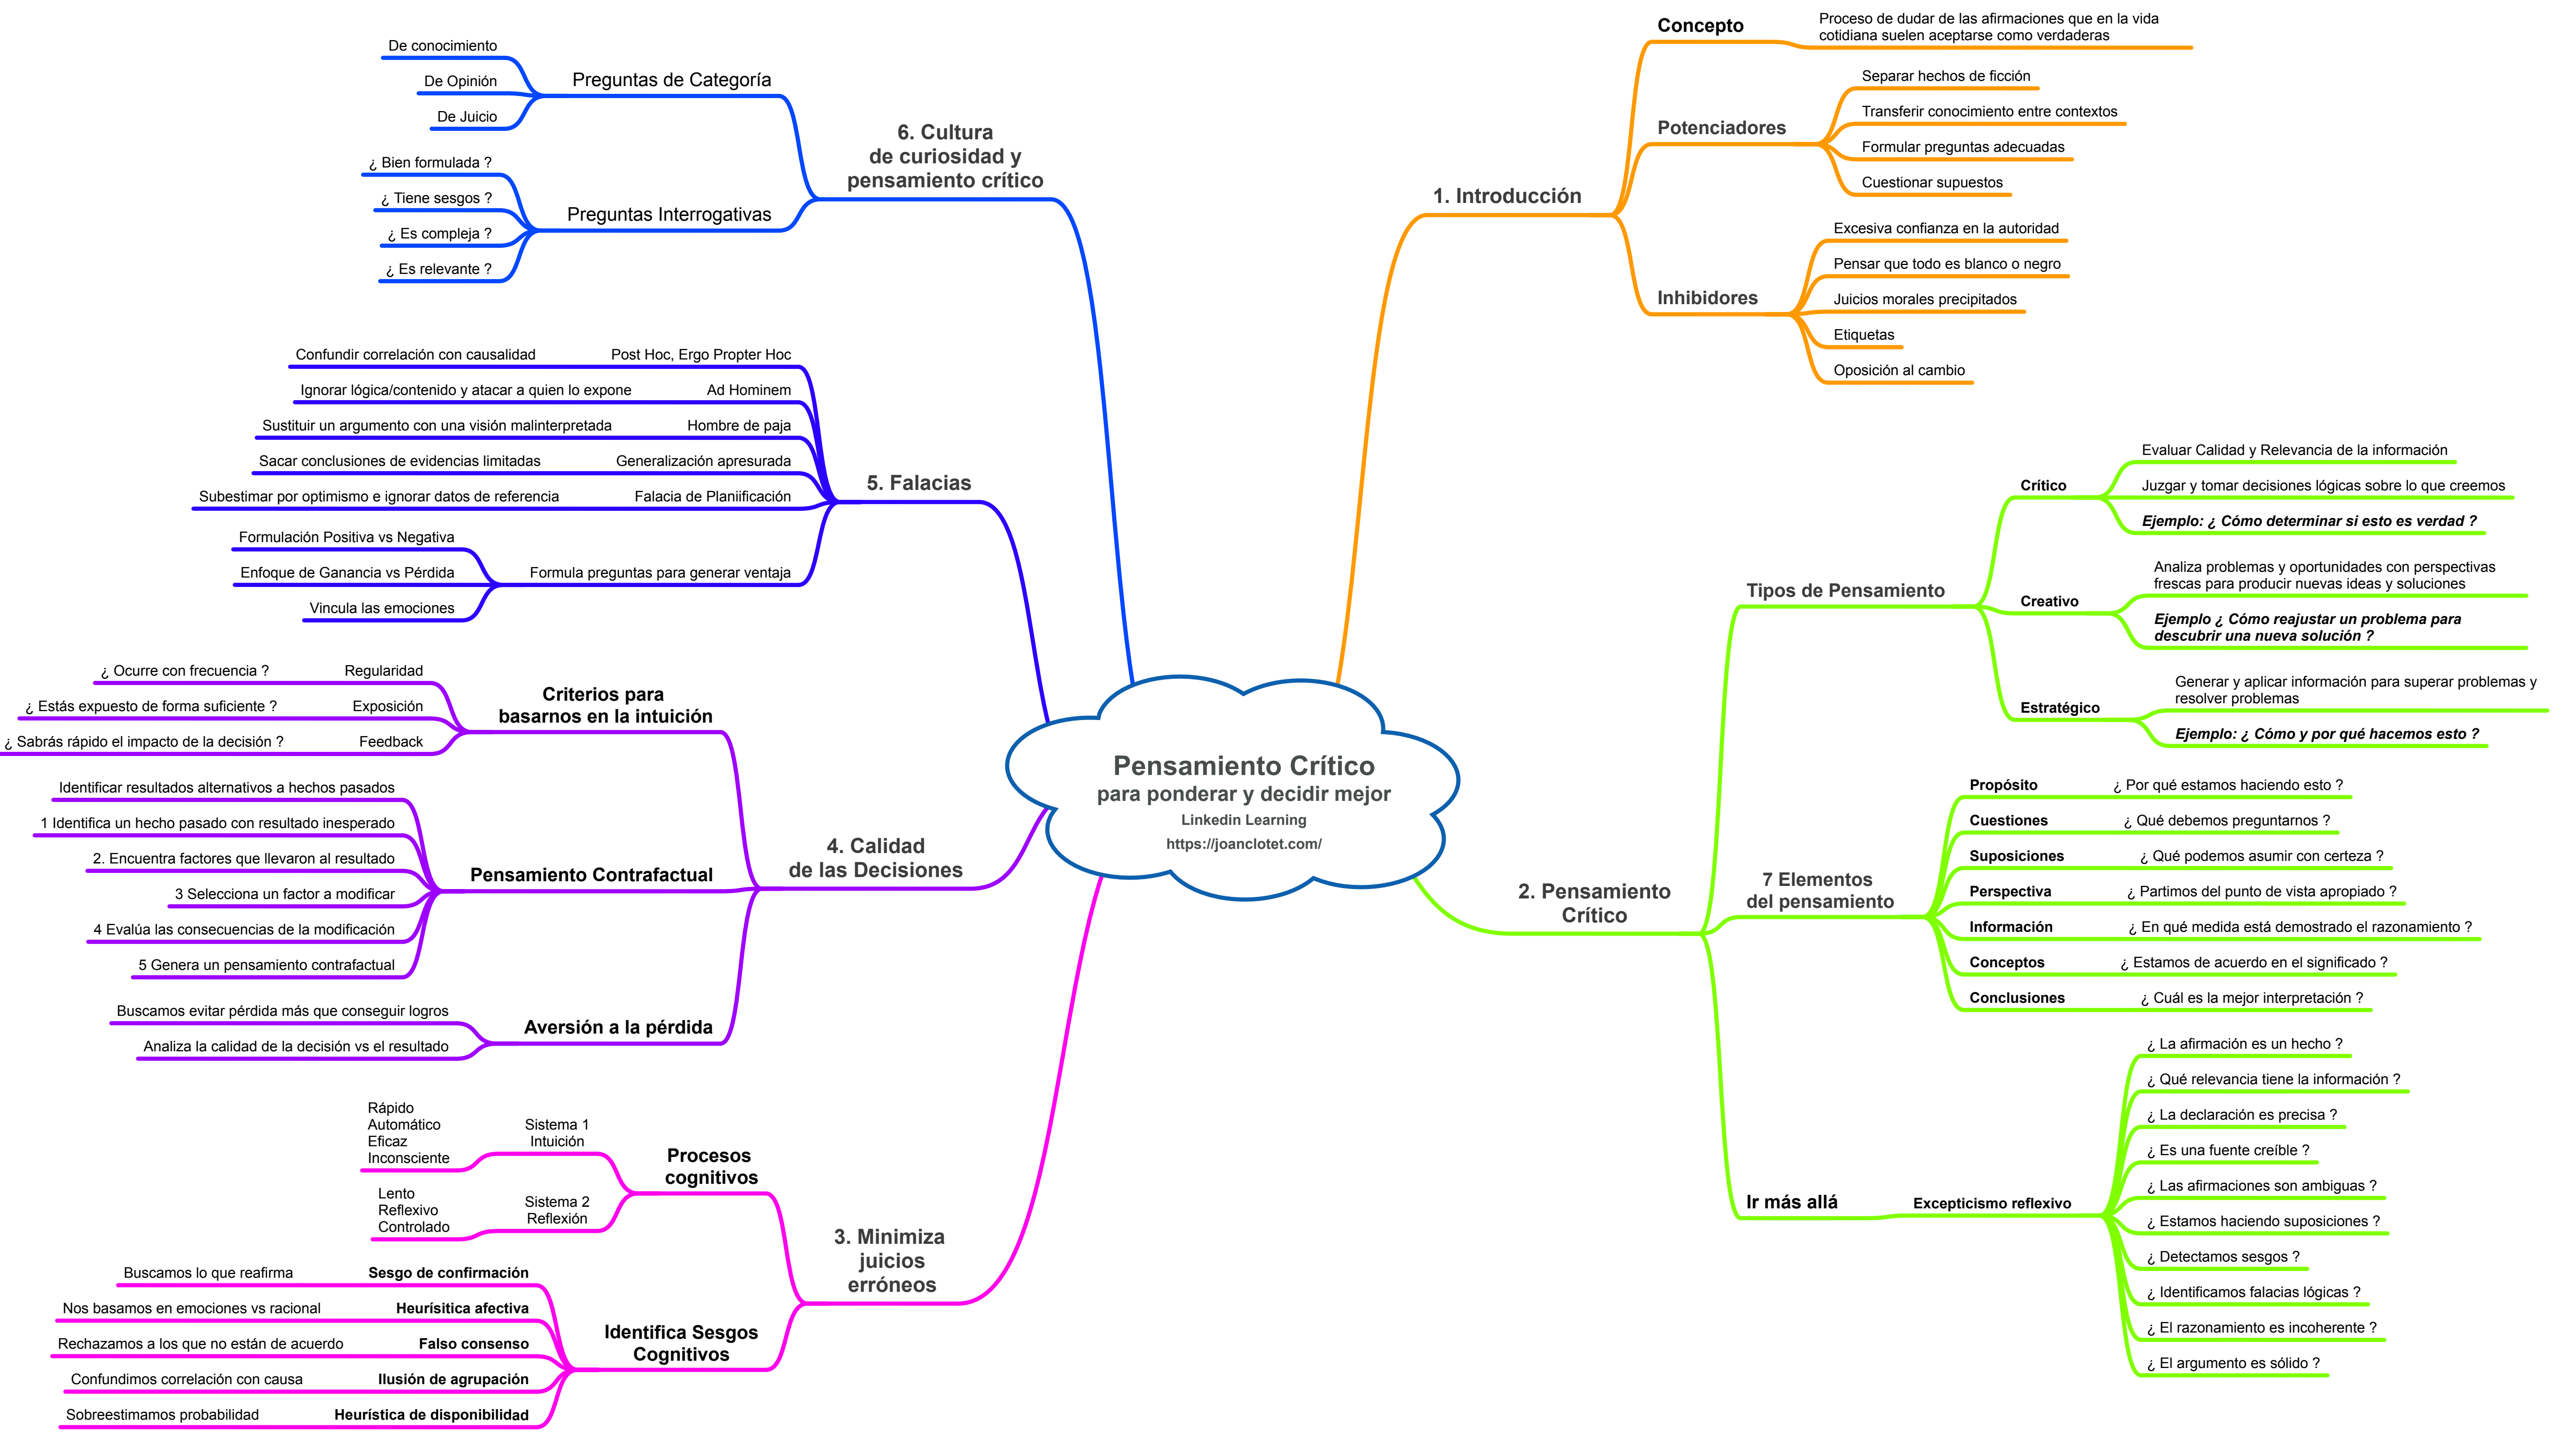 Pensamiento Crítico
para ponderar y decidir mejor
Linkedin Learning
https://joanclotet.com/
1. Introducción
Concepto
Proceso de dudar de las afirmaciones que en la vida
cotidiana suelen aceptarse como verdaderas
Potenciadores
Separar hechos de ficción
Transferir conocimiento entre contextos
Formular preguntas adecuadas
Cuestionar supuestos
Inhibidores
Excesiva confianza en la autoridad
Pensar que todo es blanco o negro
Juicios morales precipitados
Etiquetas
Oposición al cambio
2. Pensamiento
Crítico
Tipos de Pensamiento
Crítico
Evaluar Calidad y Relevancia de la información
Juzgar y tomar decisiones lógicas sobre lo que creemos
Ejemplo: ¿ Cómo determinar si esto es verdad ?
Creativo
Analiza problemas y oportunidades con perspectivas
frescas para producir nuevas ideas y soluciones
Ejemplo ¿ Cómo reajustar un problema para
descubrir una nueva solución ?
Estratégico
Generar y aplicar información para superar problemas y
resolver problemas
Ejemplo: ¿ Cómo y por qué hacemos esto ?
7 Elementos
del pensamiento
Propósito ¿ Por qué estamos haciendo esto ?
Cuestiones ¿ Qué debemos preguntarnos ?
Suposiciones ¿ Qué podemos asumir con certeza ?
Perspectiva ¿ Partimos del punto de vista apropiado ?
Información ¿ En qué medida está demostrado el razonamiento ?
Conceptos ¿ Estamos de acuerdo en el significado ?
Conclusiones ¿ Cuál es la mejor interpretación ?
Ir más allá
Excepticismo reflexivo
¿ La afirmación es un hecho ?
¿ Qué relevancia tiene la información ?
¿ La declaración es precisa ?
¿ Es una fuente creíble ?
¿ Las afirmaciones son ambiguas ?
¿ Estamos haciendo suposiciones ?
¿ Detectamos sesgos ?
¿ Identificamos falacias lógicas ?
¿ El razonamiento es incoherente ?
¿ El argumento es sólido ?
3. Minimiza
juicios
erróneos
Procesos
cognitivos
Sistema 1
Intuición
Rápido
Automático
Eficaz
Inconsciente
Sistema 2
Reflexión
Lento
Reflexivo
Controlado
Identifica Sesgos
Cognitivos
Buscamos lo que reafirma Sesgo de confirmación
Nos basamos en emociones vs racional Heurísitica afectiva
Rechazamos a los que no están de acuerdo Falso consenso
Confundimos correlación con causa Ilusión de agrupación
Sobreestimamos probabilidad Heurística de disponibilidad
4. Calidad
de las Decisiones
Criterios para
basarnos en la intuición
¿ Ocurre con frecuencia ? Regularidad
¿ Estás expuesto de forma suficiente ? Exposición
¿ Sabrás rápido el impacto de la decisión ? Feedback
Pensamiento Contrafactual
Identificar resultados alternativos a hechos pasados
1 Identifica un hecho pasado con resultado inesperado
2. Encuentra factores que llevaron al resultado
3 Selecciona un factor a modificar
4 Evalúa las consecuencias de la modificación
5 Genera un pensamiento contrafactual
Aversión a la pérdida
Buscamos evitar pérdida más que conseguir logros
Analiza la calidad de la decisión vs el resultado
5. Falacias
Confundir correlación con causalidad Post Hoc, Ergo Propter Hoc
Ignorar lógica/contenido y atacar a quien lo expone Ad Hominem
Sustituir un argumento con una visión malinterpretada Hombre de paja
Sacar conclusiones de evidencias limitadas Generalización apresurada
Subestimar por optimismo e ignorar datos de referencia Falacia de Planiificación
Formula preguntas para generar ventaja
Formulación Positiva vs Negativa
Enfoque de Ganancia vs Pérdida
Vincula las emociones
6. Cultura
de curiosidad y
pensamiento crítico
Preguntas de Categoría
De conocimiento
De Opinión
De Juicio
Preguntas Interrogativas
¿ Bien formulada ?
¿ Tiene sesgos ?
¿ Es compleja ?
¿ Es relevante ?